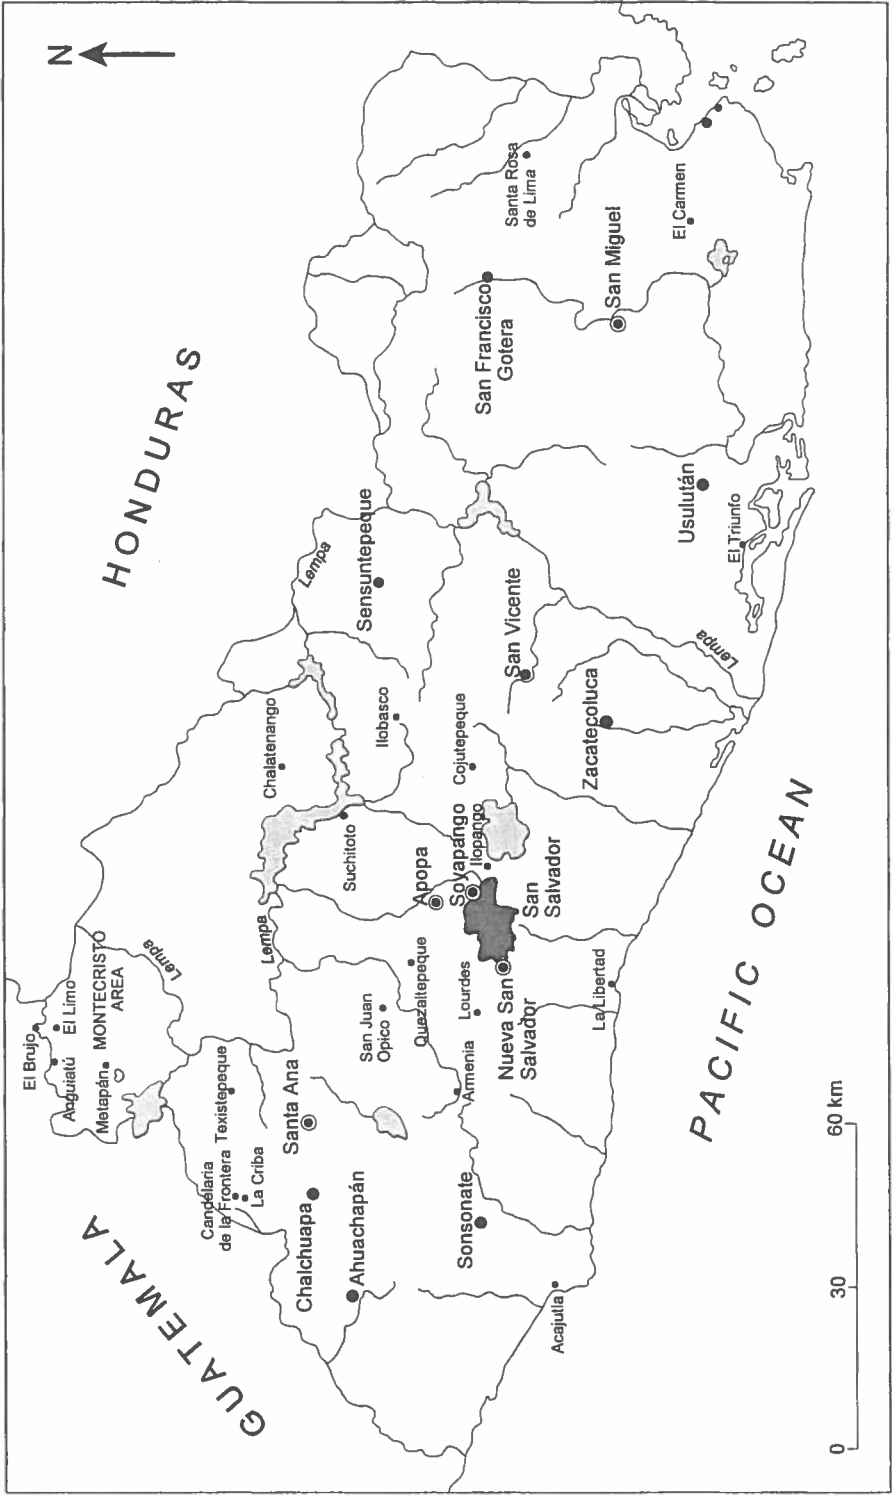 N
HONDURAS
GUATEMALA
PACIFIC OCEAN
El Brujo
Anguiatú
El Limo
Metapán
MONTECRISTO
AREA
Lempa
Candelaria
de la Frontera
Texistepeque
La Criba
Santa Ana
Chalchuapa
Ahuachapán
Sonsonate
Acajutla
San Juan
Opico
Quezaltepeque
Lourdes
Armenia
Nueva San
Salvador
La Libertad
Lempa
Chalatenango
Suchitoto
Apopa
Soyapango
Ilopango
San
Salvador
Ilobasco
Cojutepeque
Lempa
Sensuntepeque
San Vicente
Zacatecoluca
Lempa
Usulután
El Triunfo
San Francisco
Gotera
San Miguel
Santa Rosa
de Lima
El Carmen
0
30
60 km